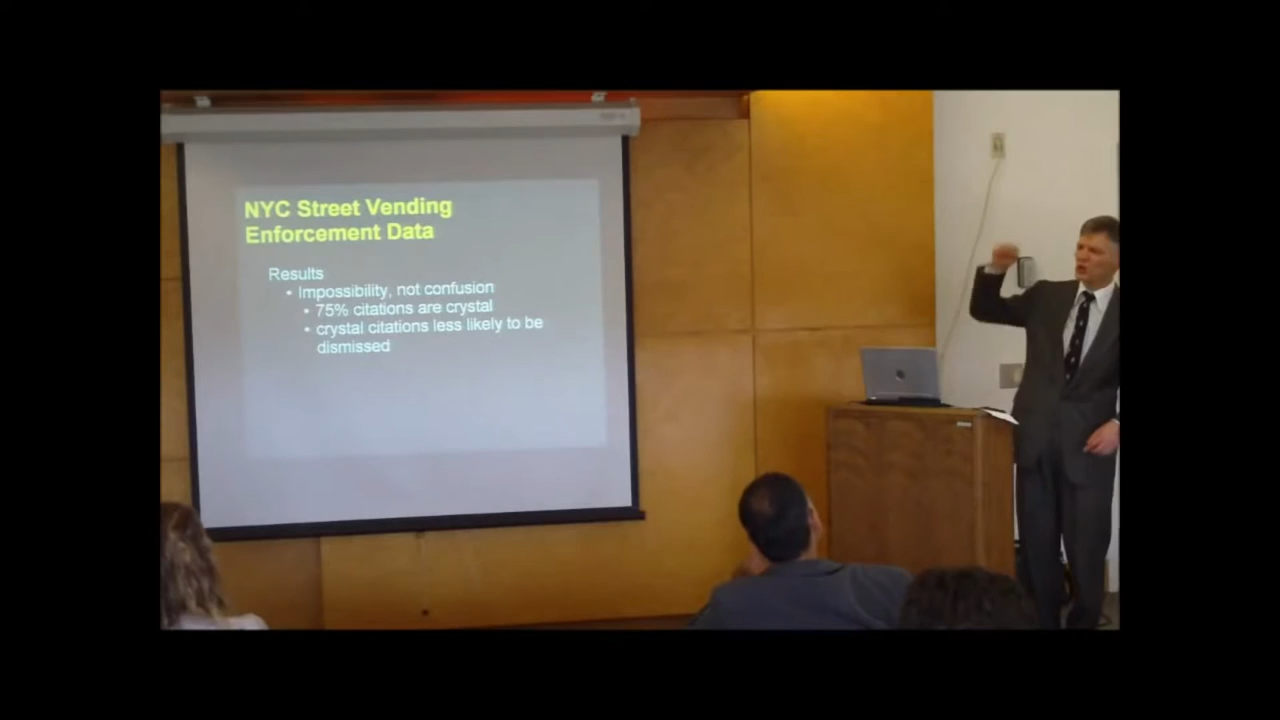 NYC Street Vending
Enforcement Data
Results
• Impossibility, not confusion
• 75% citations are crystal
• crystal citations less likely to be
dismissed